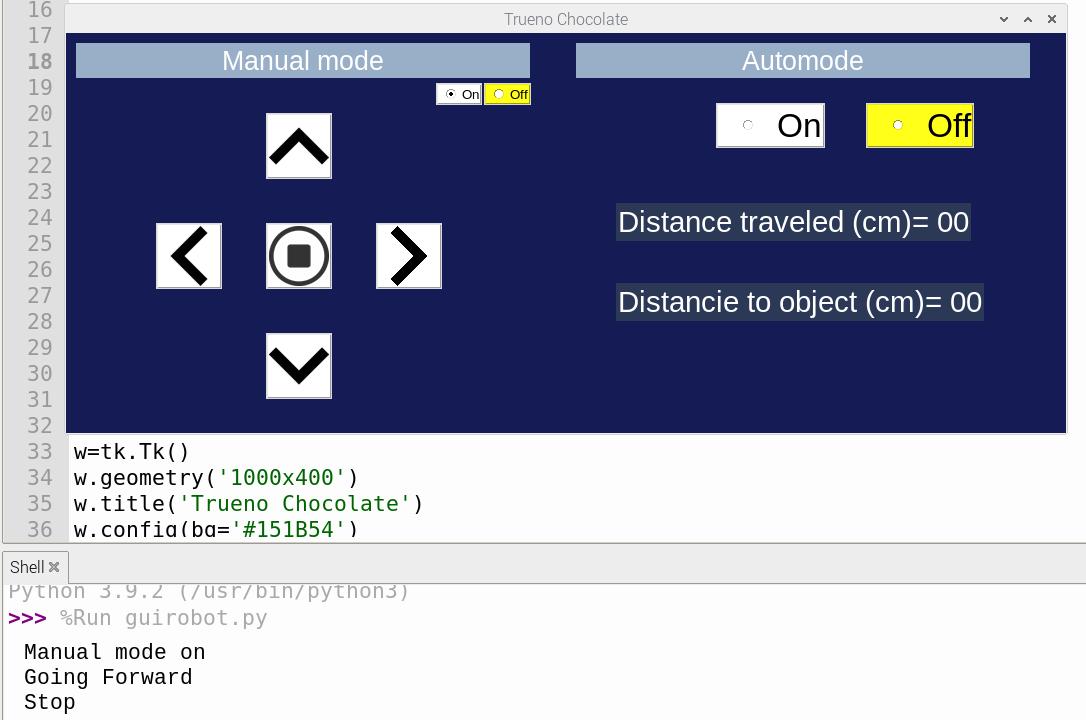 16
Trueno Chocolate
17
18
Manual mode
Automode
19
On Off
20
On Off
21
22
23
24
Distance traveled (cm)= 00
25
26
27
Distancie to object (cm)= 00
28
29
30
31
32
33 w=tk.Tk()
34 w.geometry('1000x400')
35 w.title('Trueno Chocolate')
36 w.config(bg='#151B54')
Shell
Python 3.9.2 (/usr/bin/python3)
>>> %Run guirobot.py
Manual mode on
Going Forward
Stop